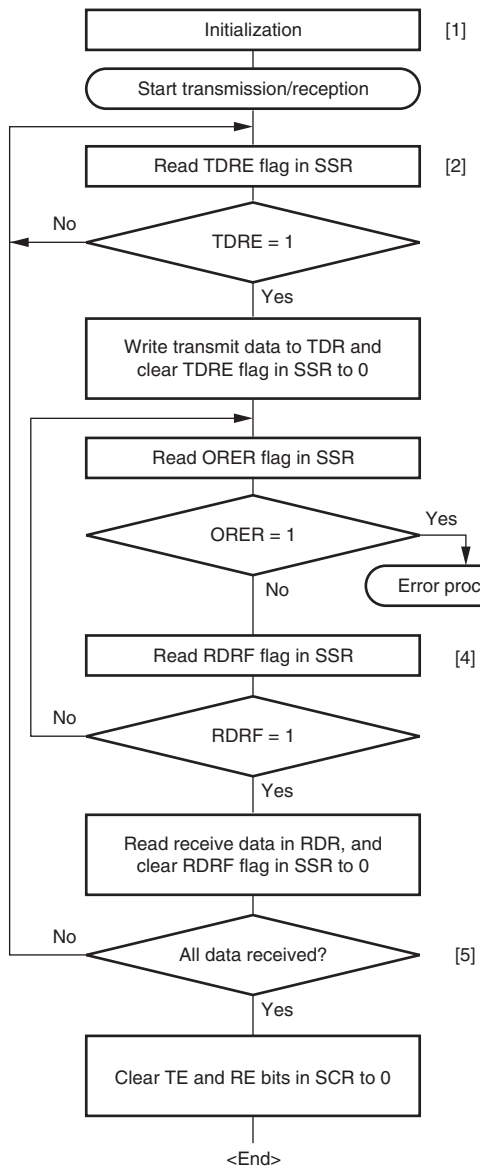 Initialization [1]
Start transmission/reception
Read TDRE flag in SSR [2]
No
TDRE = 1
Yes
Write transmit data to TDR and
clear TDRE flag in SSR to 0
Read ORER flag in SSR
ORER = 1
Yes
No
Error proc
Read RDRF flag in SSR [4]
No
RDRF = 1
Yes
Read receive data in RDR, and
clear RDRF flag in SSR to 0
No
All data received? [5]
Yes
Clear TE and RE bits in SCR to 0
<End>